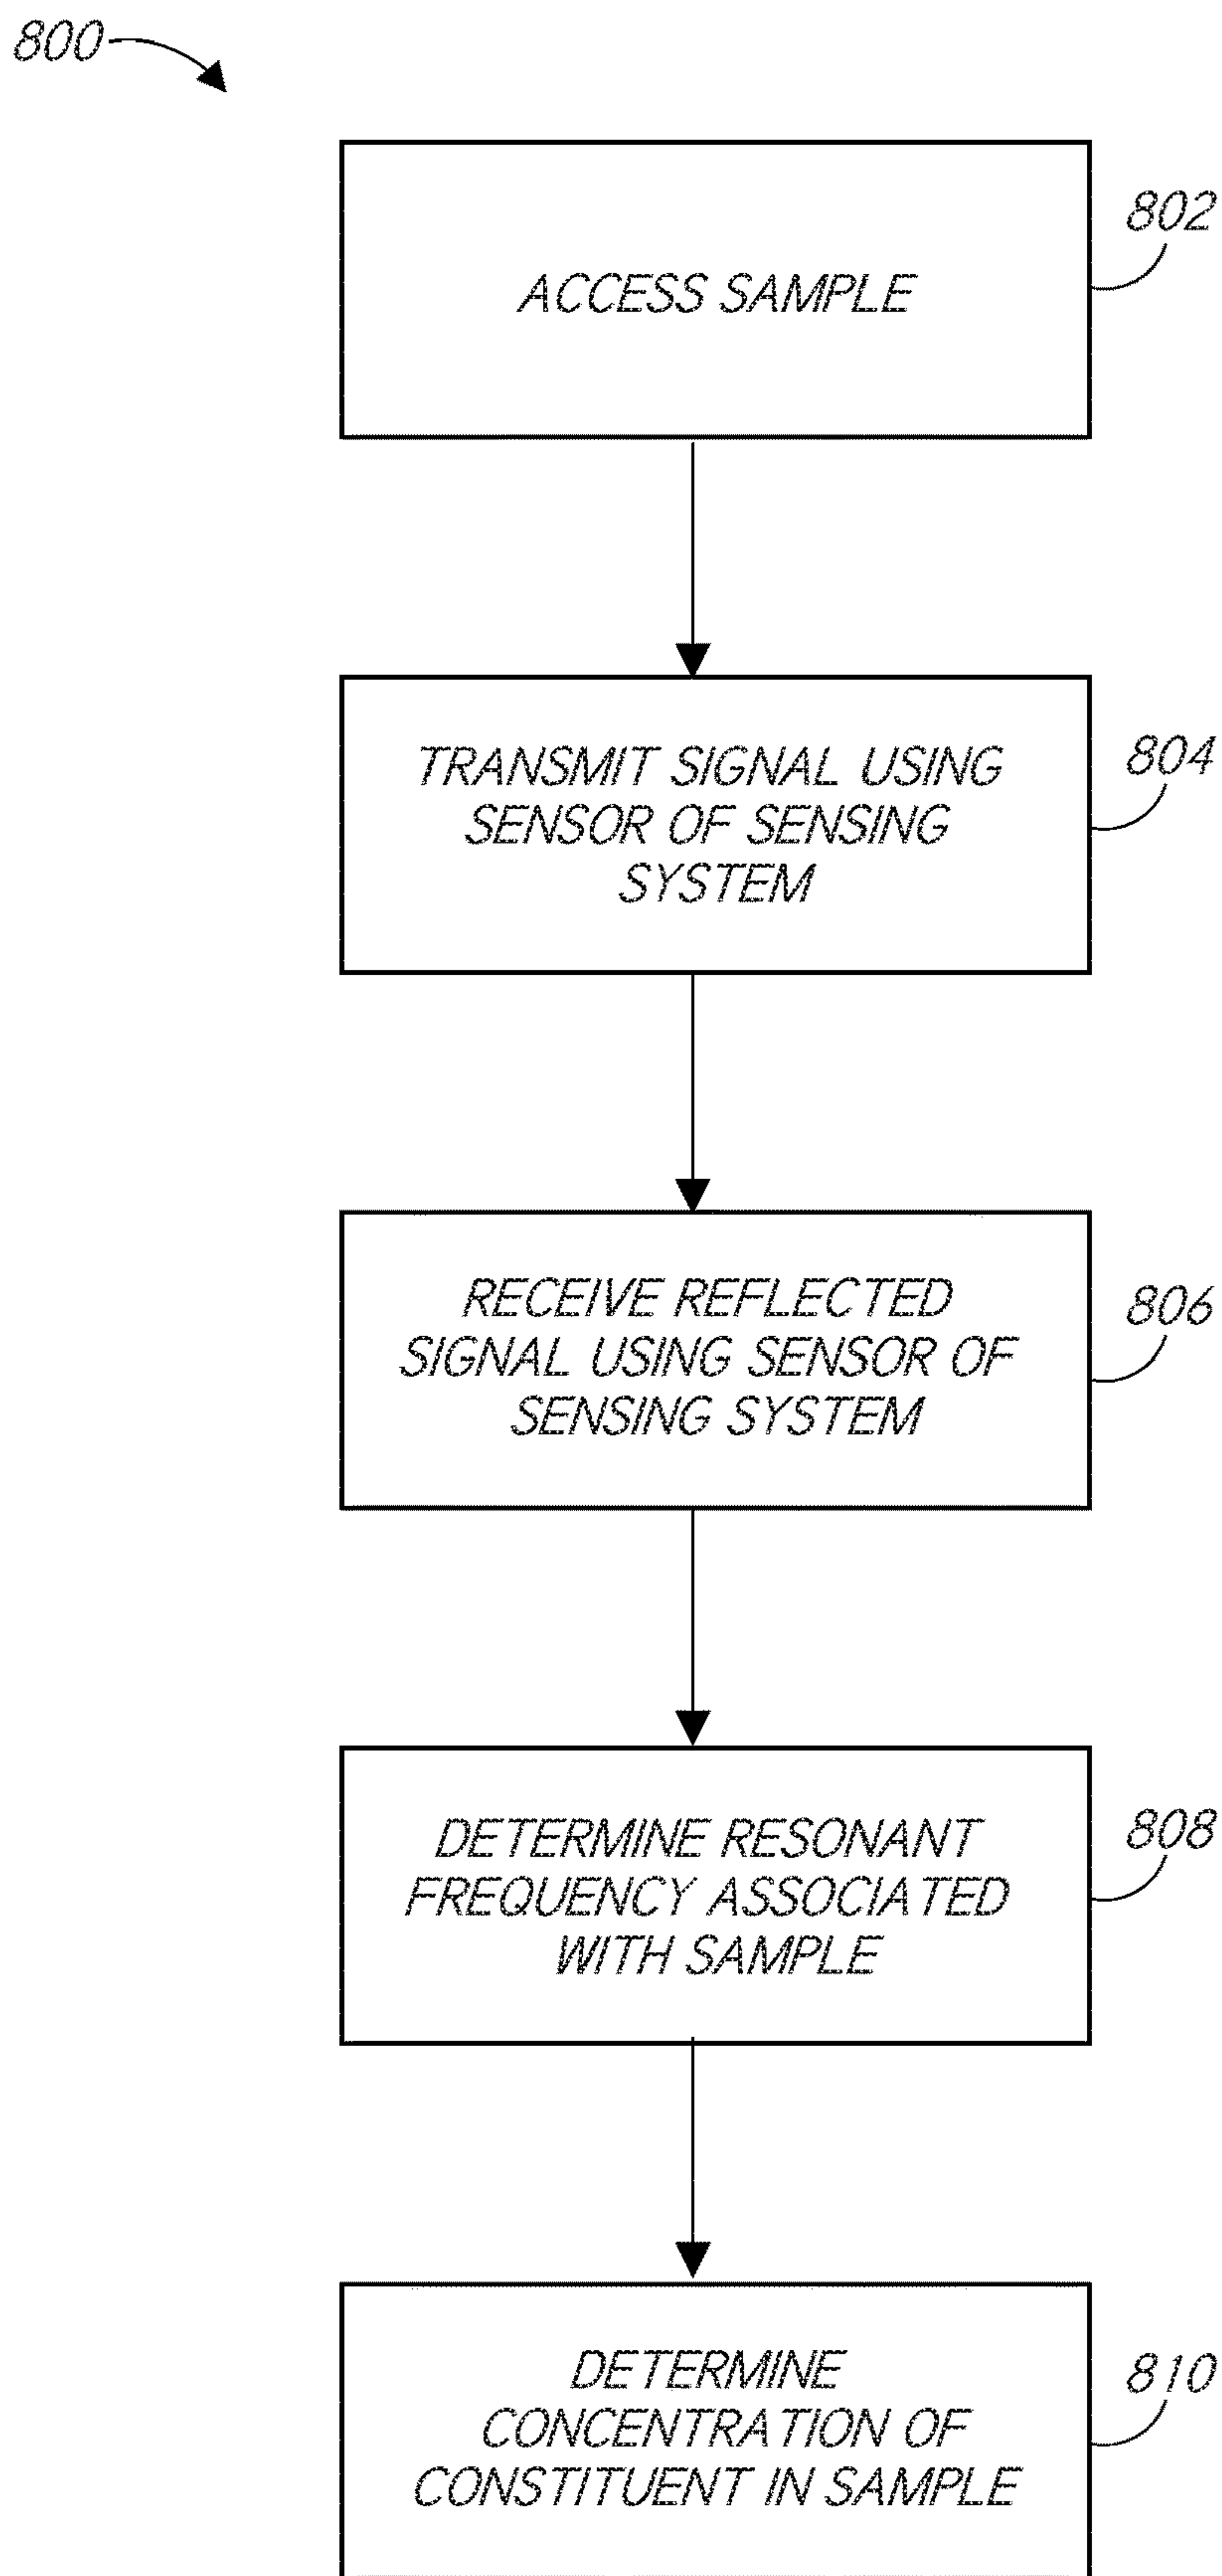 800
ACCESS SAMPLE
802
TRANSMIT SIGNAL USING
SENSOR OF SENSING
SYSTEM
804
RECEIVE REFLECTED
SIGNAL USING SENSOR OF
SENSING SYSTEM
806
DETERMINE RESONANT
FREQUENCY ASSOCIATED
WITH SAMPLE
808
DETERMINE
CONCENTRATION OF
CONSTITUENT IN SAMPLE
810